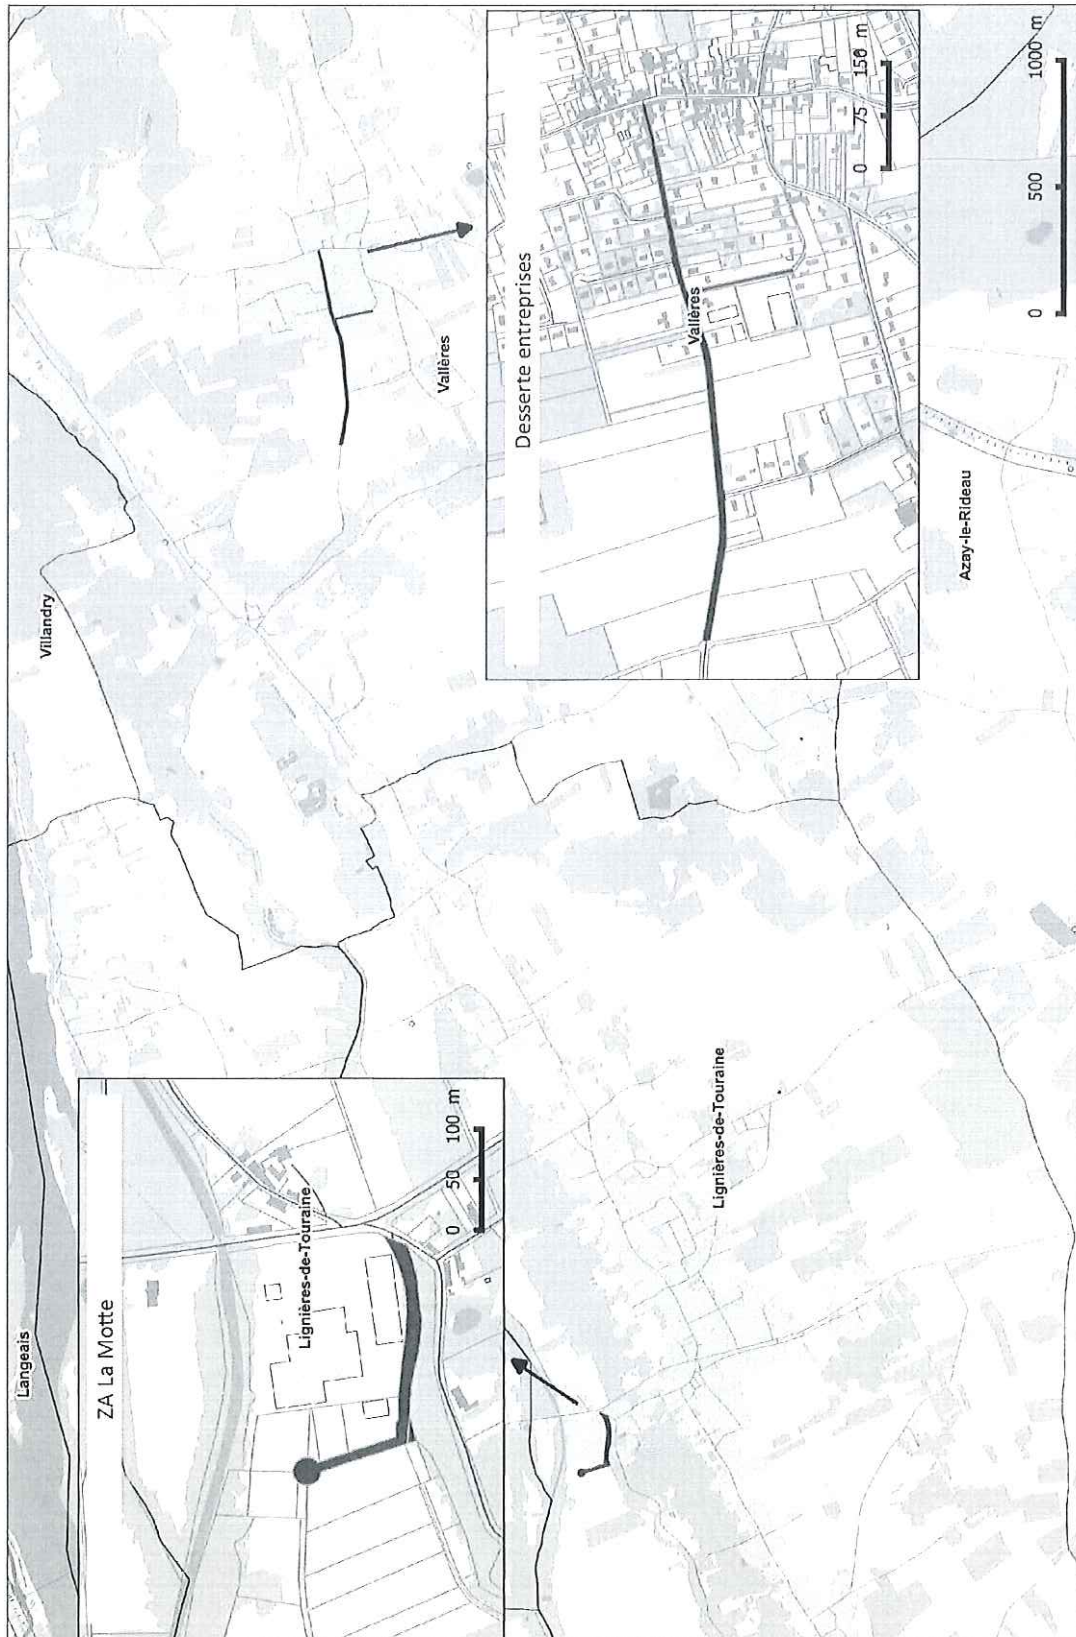 Langeais
ZA La Motte
Lignières-de-Touraine
0 50 100 m
Lignières-de-Touraine
Villandry
Vallères
Desserte entreprises
Vallères
0 75 150 m
Azay-le-Rideau
0 500 1000 m